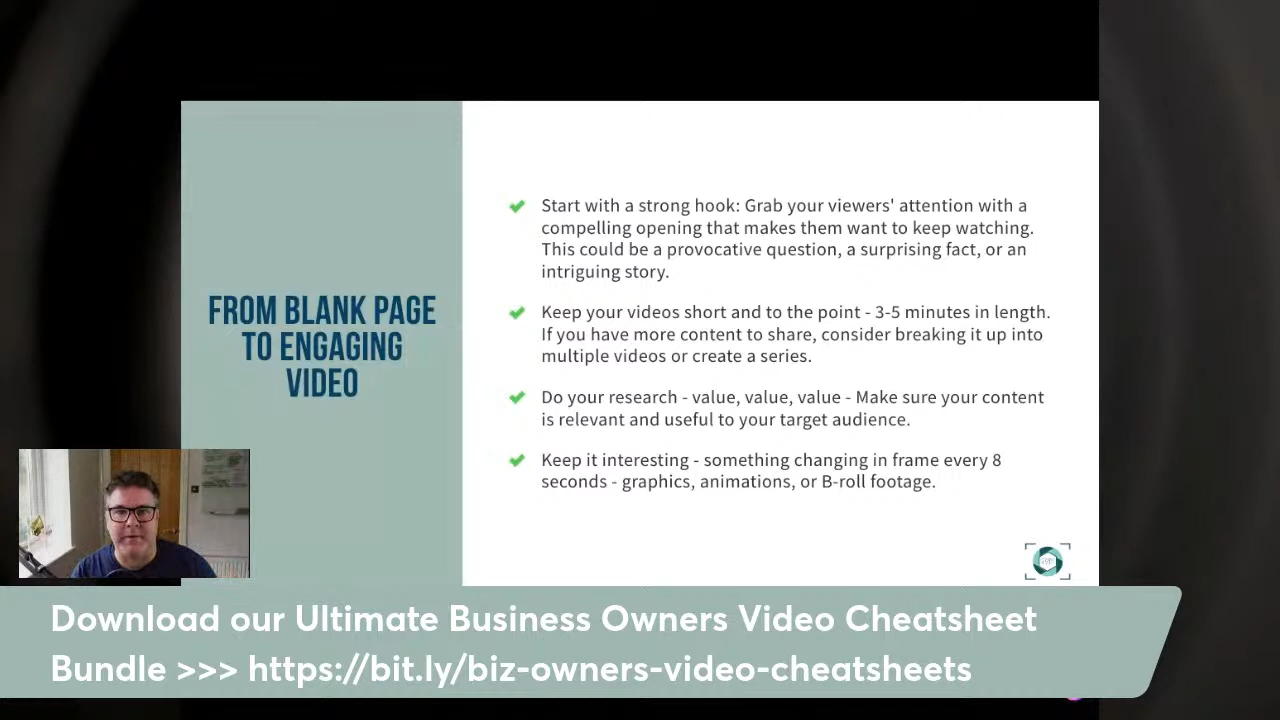 FROM BLANK PAGE
TO ENGAGING
VIDEO
Start with a strong hook: Grab your viewers' attention with a
compelling opening that makes them want to keep watching.
This could be a provocative question, a surprising fact, or an
intriguing story.
Keep your videos short and to the point - 3-5 minutes in length.
If you have more content to share, consider breaking it up into
multiple videos or create a series.
Do your research - value, value, value - Make sure your content
is relevant and useful to your target audience.
Keep it interesting - something changing in frame every 8
seconds - graphics, animations, or B-roll footage.
Download our Ultimate Business Owners Video Cheatsheet
Bundle >>> https://bit.ly/biz-owners-video-cheatsheets